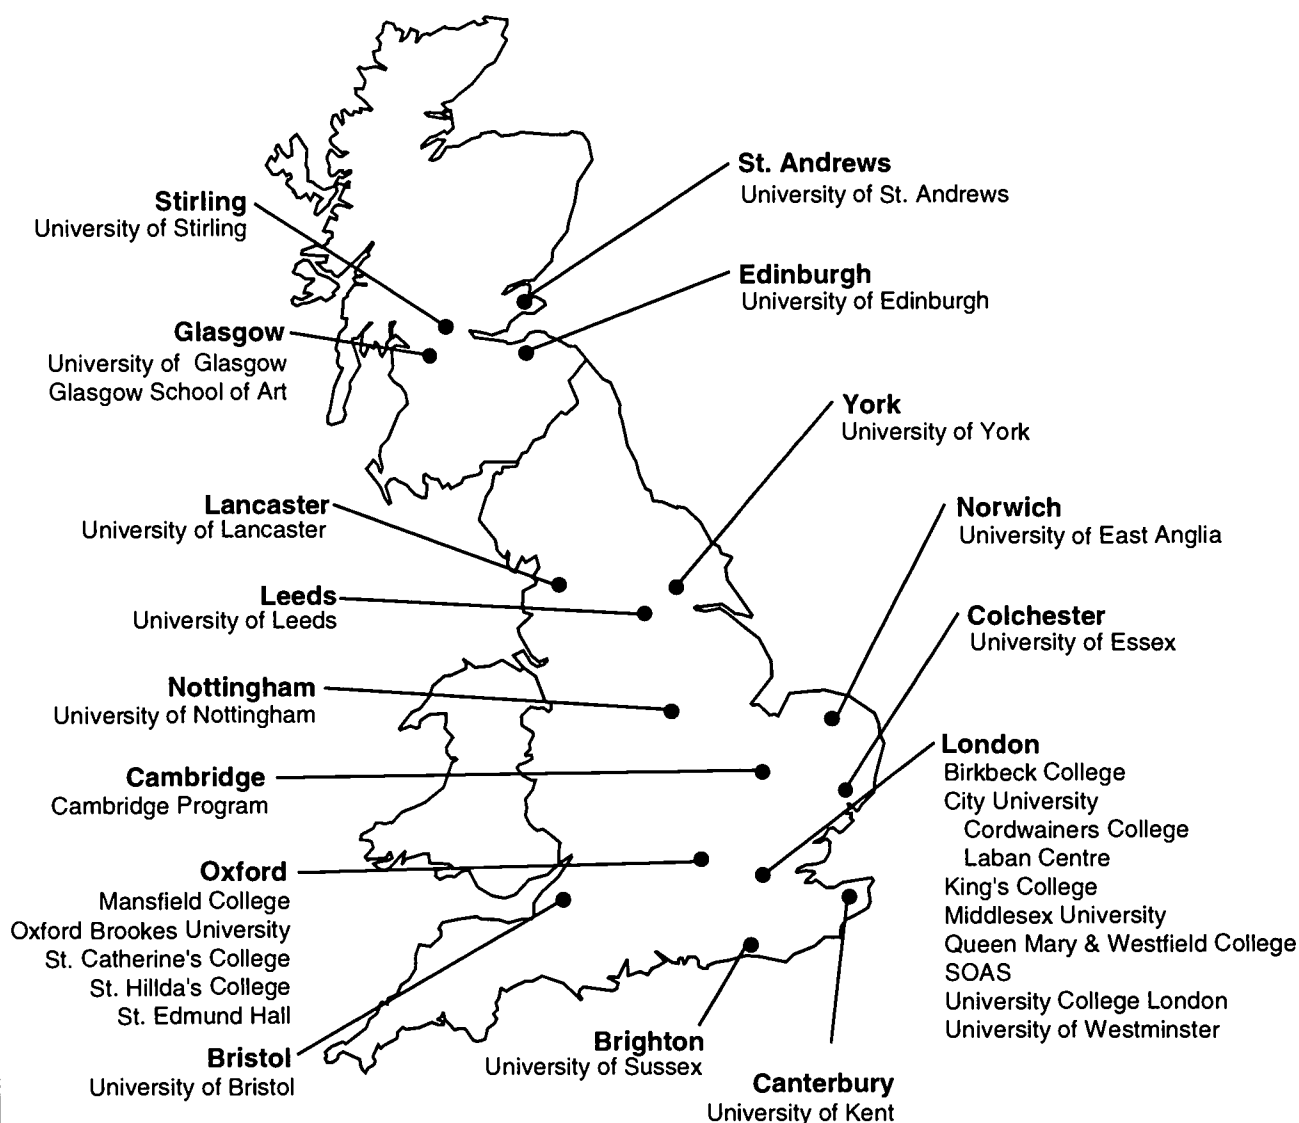 St. Andrews
University of St. Andrews
Stirling
University of Stirling
Edinburgh
University of Edinburgh
Glasgow
University of Glasgow
Glasgow School of Art
York
University of York
Lancaster
University of Lancaster
Norwich
University of East Anglia
Leeds
University of Leeds
Colchester
University of Essex
Nottingham
University of Nottingham
London
Birkbeck College
City University
Cordwainers College
Laban Centre
King's College
Middlesex University
Queen Mary & Westfield College
SOAS
University College London
University of Westminster
Cambridge
Cambridge Program
Oxford
Mansfield College
Oxford Brookes University
St. Catherine's College
St. Hillda's College
St. Edmund Hall
Bristol
University of Bristol
Brighton
University of Sussex
Canterbury
University of Kent